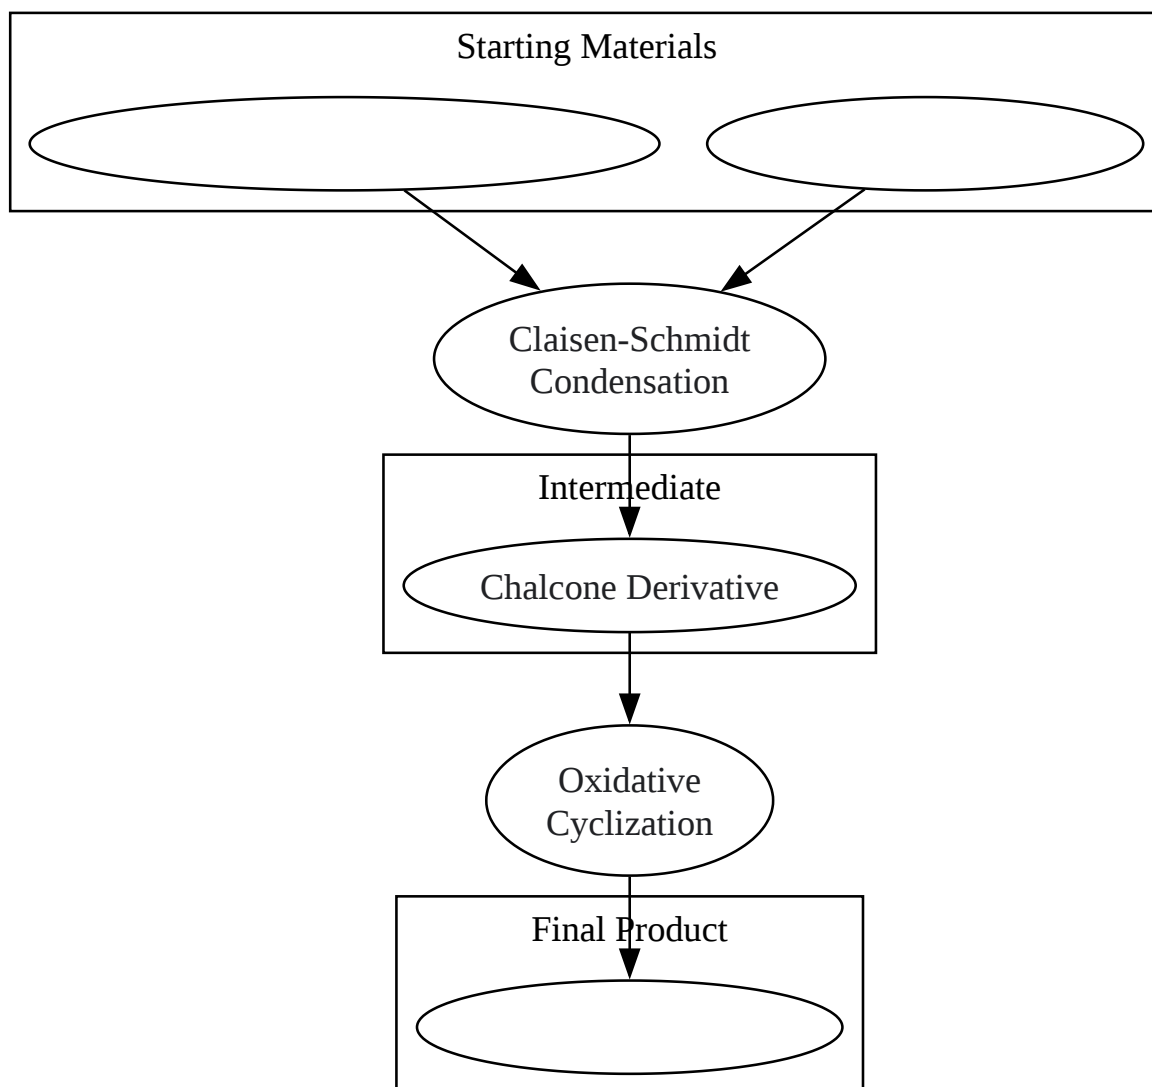 Starting Materials
Claisen-Schmidt
Condensation
Intermediate
Chalcone Derivative
Oxidative
Cyclization
Final Product